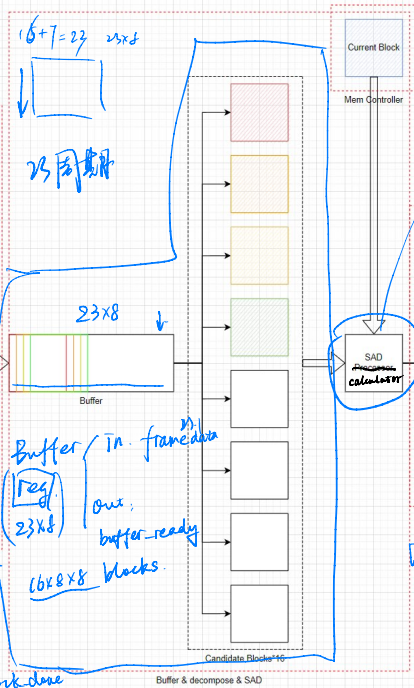 16+7=23 23×8
23周期
Current Block
Mem Controller
23×8
Buffer
SAD
Processor
calculator
Buffer
reg
23×8
in. frame data
out:
buffer_ready
16×8×8 blocks.
Candidate Blocks*16
Buffer & decompose & SAD